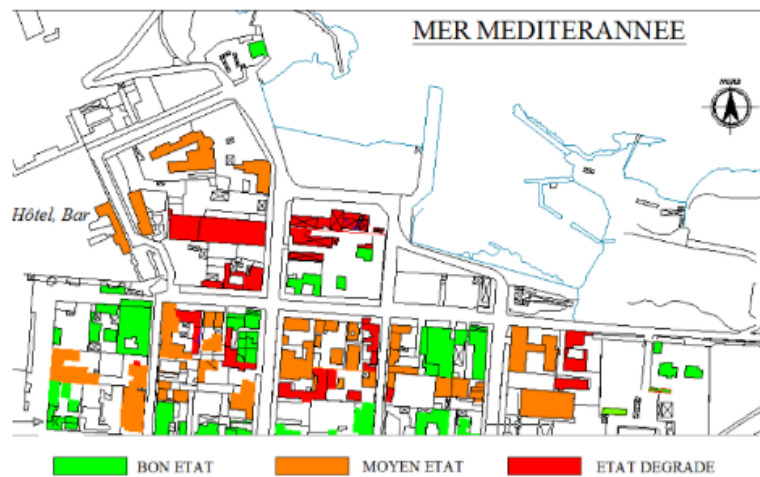 MER MEDITERANNEE
Hôtel, Bar
BON ETAT
MOYEN ETAT
ETAT DEGRADE